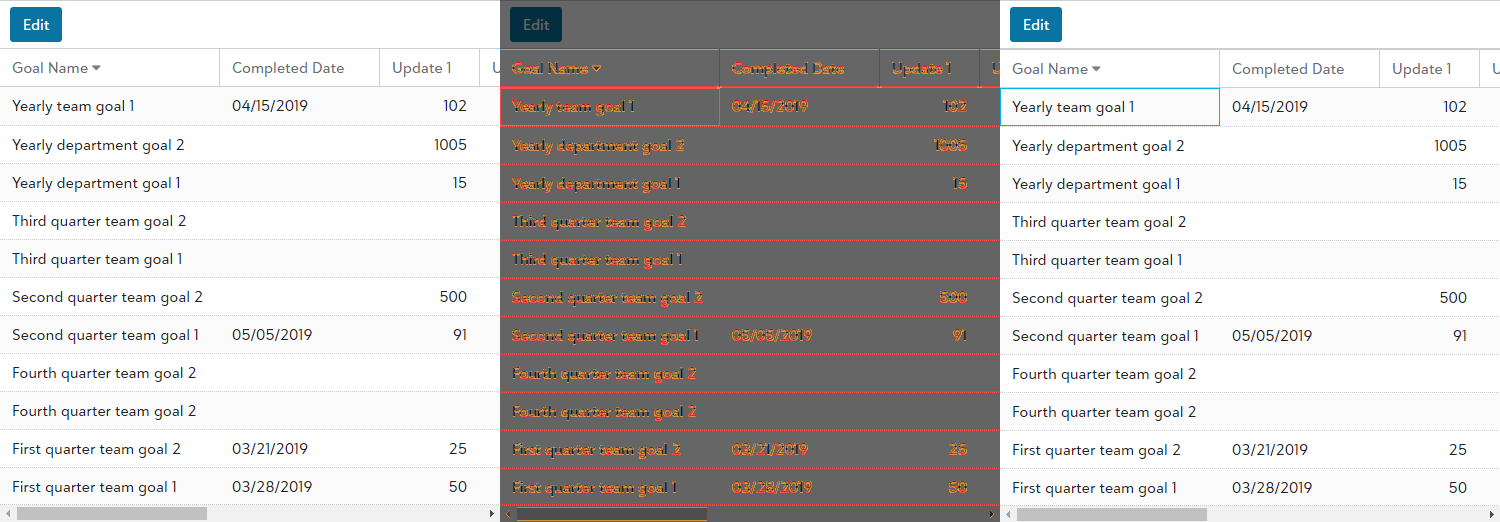 Edit Edit Edit
Goal Name Completed Date Update 1 U Goal Name Completed Date Update 1 U Goal Name Completed Date Update 1 U
Yearly team goal 1 04/15/2019 102 Yearly team goal 1 04/15/2019 102 Yearly team goal 1 04/15/2019 102
Yearly department goal 2 1005 Yearly department goal 2 1005 Yearly department goal 2 1005
Yearly department goal 1 15 Yearly department goal 1 15 Yearly department goal 1 15
Third quarter team goal 2 Third quarter team goal 2 Third quarter team goal 2
Third quarter team goal 1 Third quarter team goal 1 Third quarter team goal 1
Second quarter team goal 2 500 Second quarter team goal 2 500 Second quarter team goal 2 500
Second quarter team goal 1 05/05/2019 91 Second quarter team goal 1 05/05/2019 91 Second quarter team goal 1 05/05/2019 91
Fourth quarter team goal 2 Fourth quarter team goal 2 Fourth quarter team goal 2
Fourth quarter team goal 2 Fourth quarter team goal 2 Fourth quarter team goal 2
First quarter team goal 2 03/21/2019 25 First quarter team goal 2 03/21/2019 25 First quarter team goal 2 03/21/2019 25
First quarter team goal 1 03/28/2019 50 First quarter team goal 1 03/28/2019 50 First quarter team goal 1 03/28/2019 50